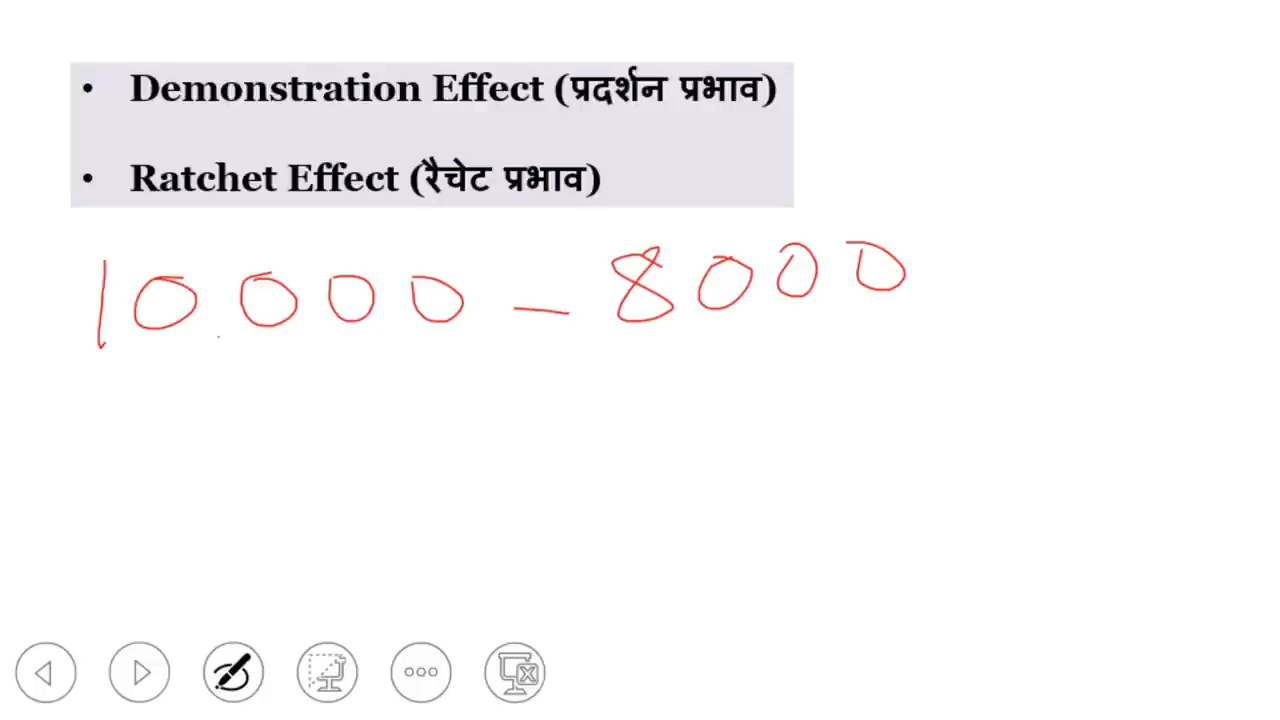 • Demonstration Effect (प्रदर्शन प्रभाव)
• Ratchet Effect (रैचेट प्रभाव)
10000 - 8000